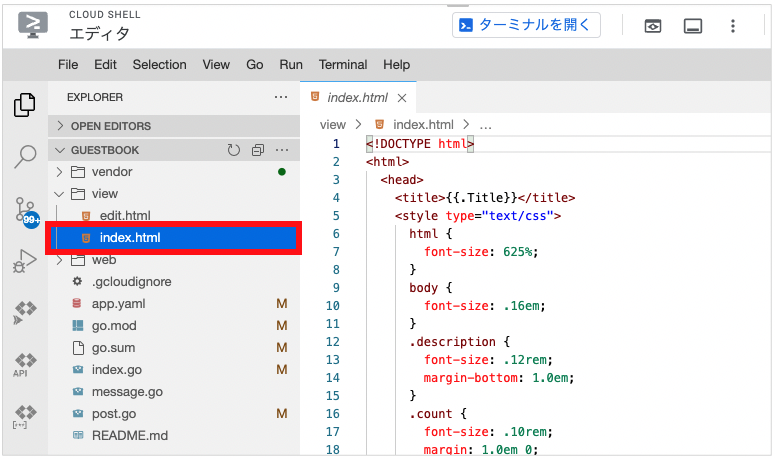 CLOUD SHELL
エディタ
ターミナルを開く
File Edit Selection View Go Run Terminal Help
EXPLORER
OPEN EDITORS
GUESTBOOK
vendor
view
edit.html
index.html
web
.gcloudignore
app.yaml M
go.mod M
go.sum M
index.go M
message.go
post.go M
README.md
99+
API
index.html
view > index.html > …
1 <!DOCTYPE html>
2 <html>
3 <head>
4 <title>{{.Title}}</title>
5 <style type="text/css">
6 html {
7 font-size: 625%;
8 }
9 body {
10 font-size: .16em;
11 }
12 .description {
13 font-size: .12rem;
14 margin-bottom: 1.0em;
15 }
16 .count {
17 font-size: .10rem;
18 margin: 1.0em 0;